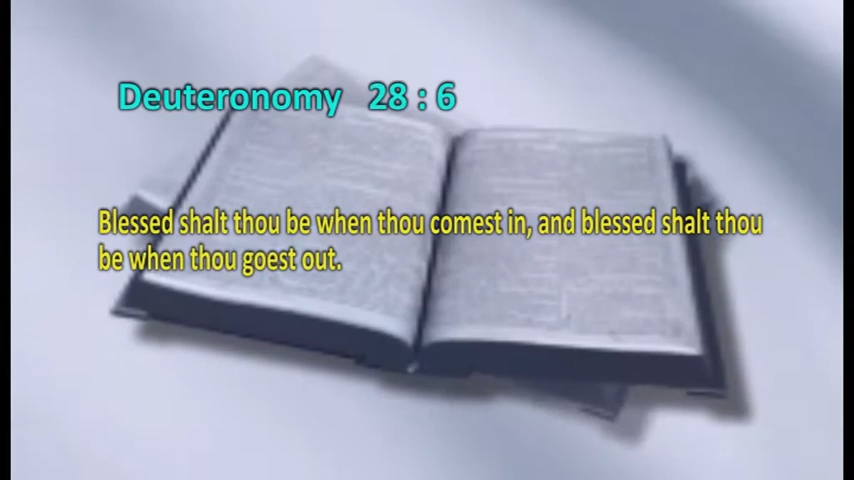 Deuteronomy 28 : 6
Blessed shalt thou be when thou comest in, and blessed shalt thou
be when thou goest out.